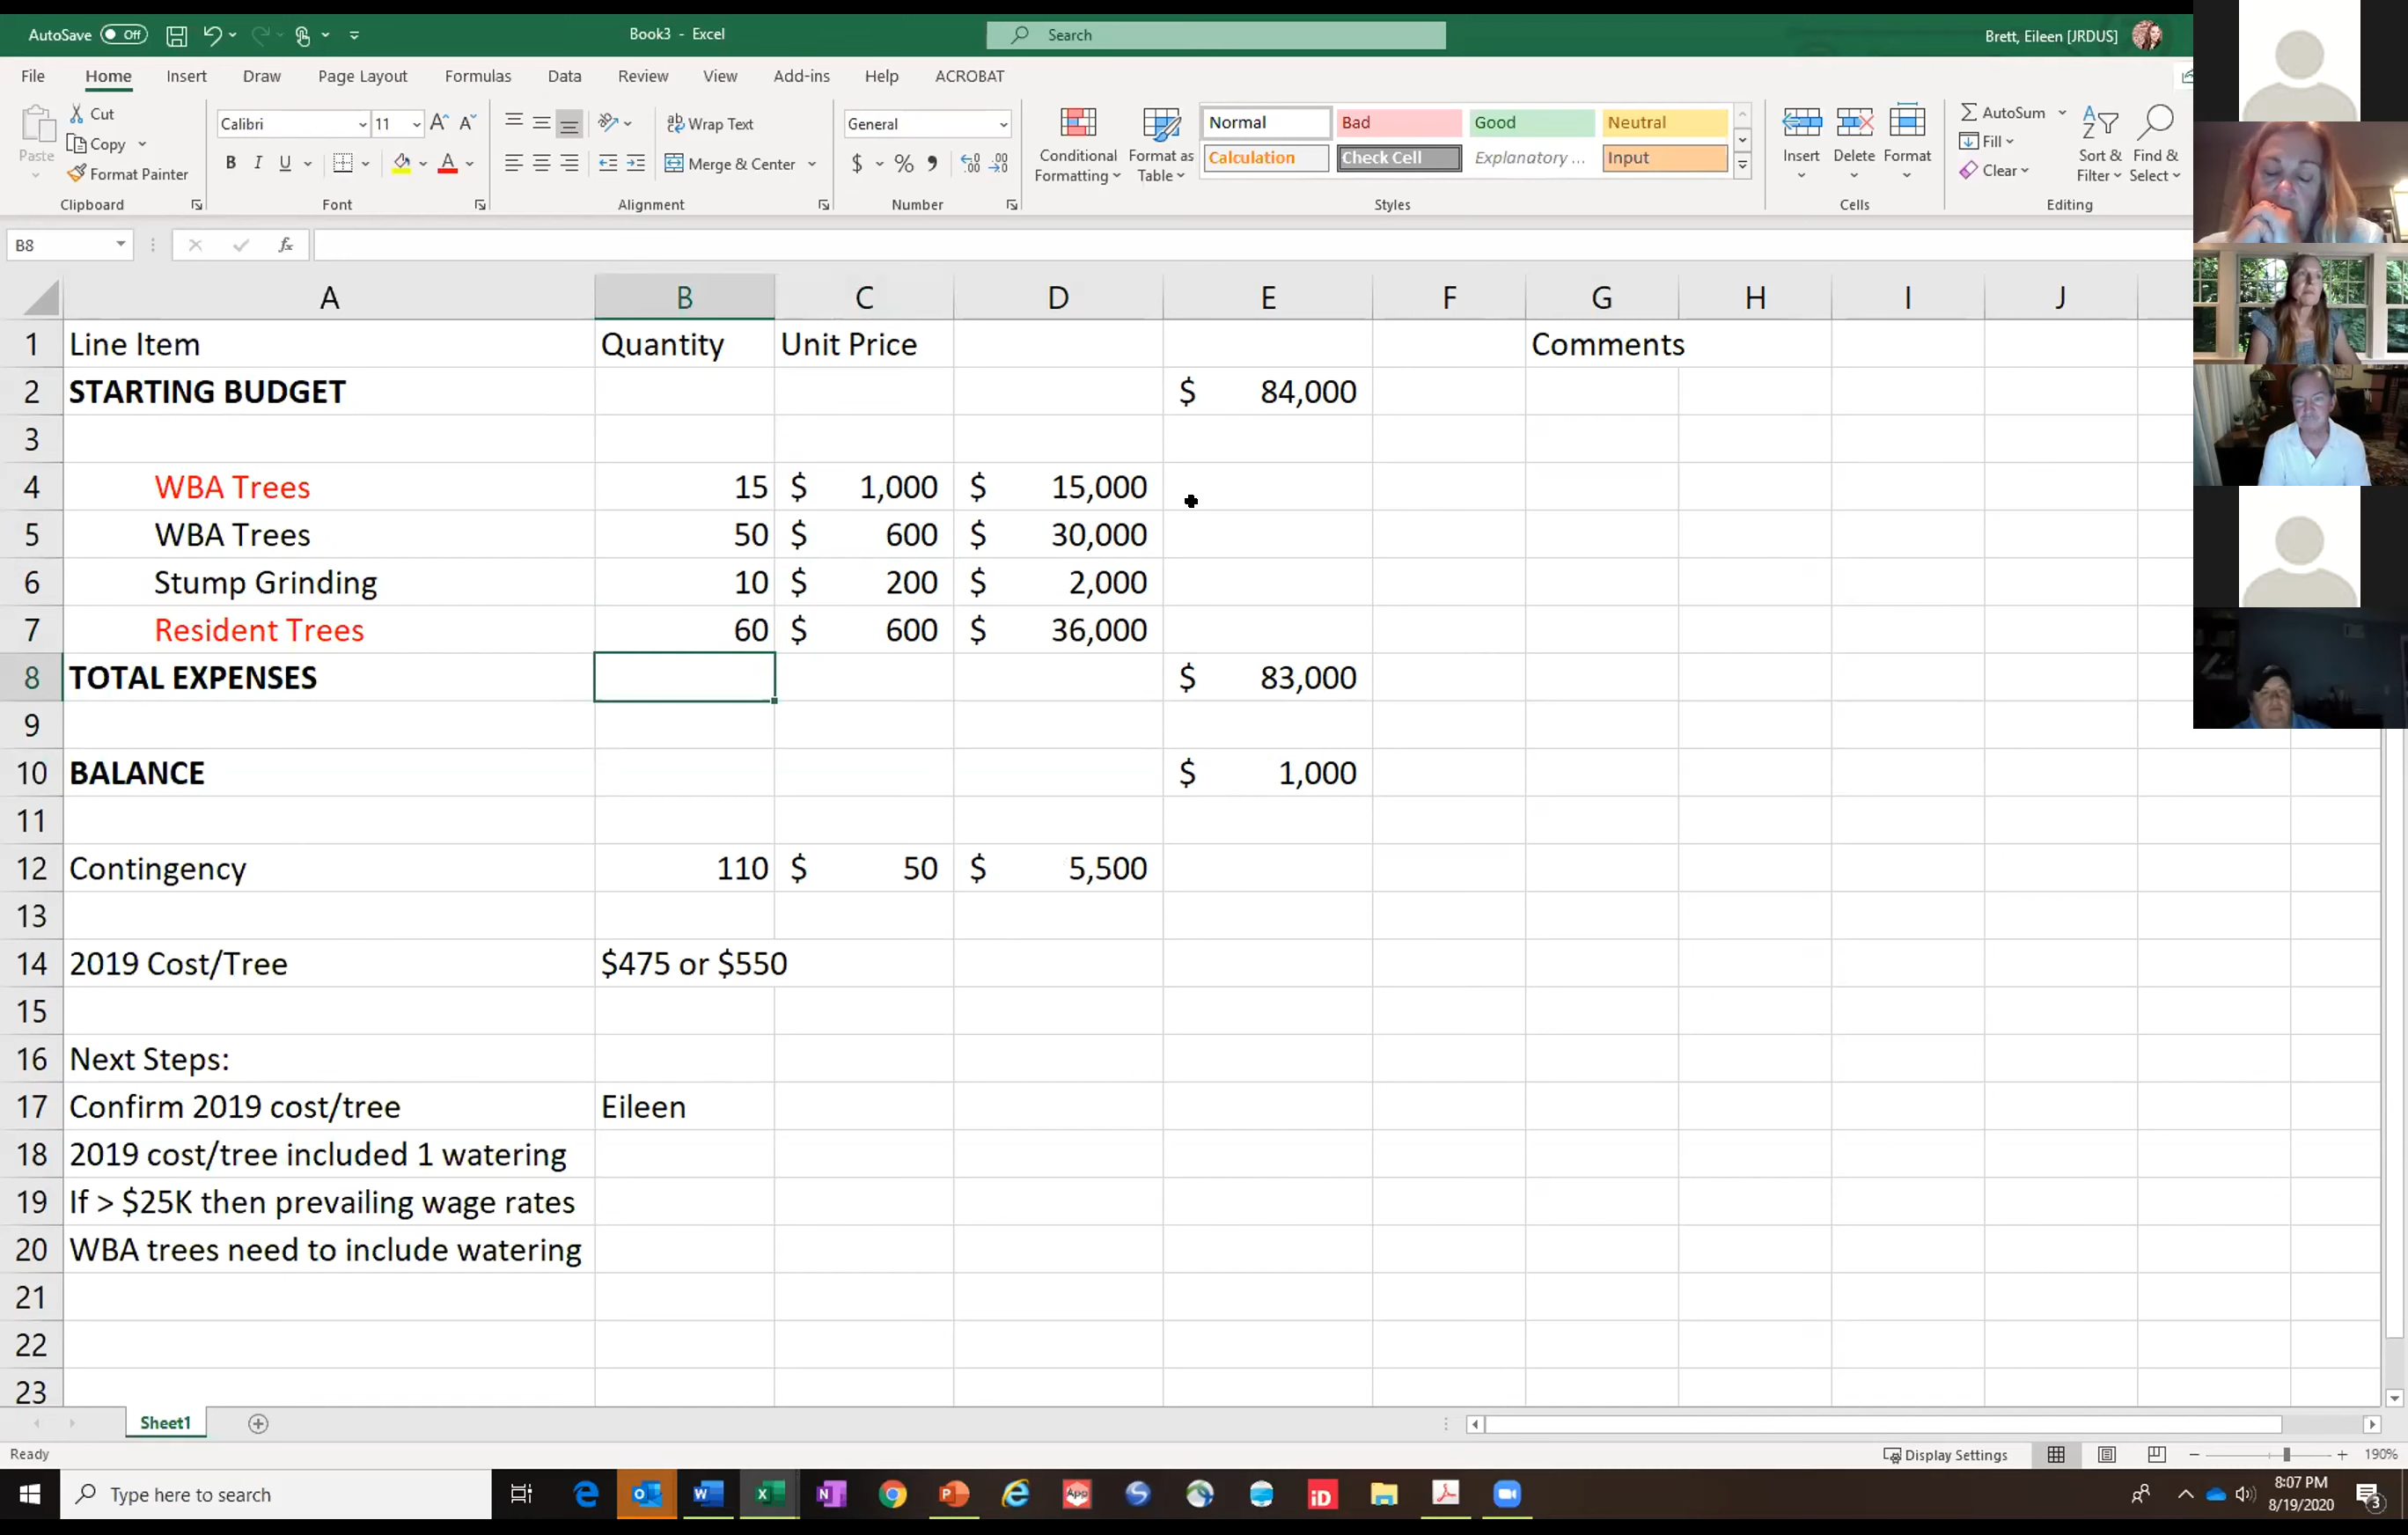 AutoSave Off Book3 - Excel Search Brett, Eileen [JRDUS]
File Home Insert Draw Page Layout Formulas Data Review View Add-ins Help ACROBAT
Paste Cut Copy Format Painter Clipboard
Calibri 11 A A B I U A Font
Wrap Text Merge & Center Alignment
General $ % , .00 Number
Conditional Formatting Format as Table
Normal Bad Good Neutral
Calculation Check Cell Explanatory ... Input
Styles
Insert Delete Format Cells
AutoSum Fill Clear Sort & Filter Find & Select Editing
B8 fx
A B C D E F G H I J
1 Line Item Quantity Unit Price Comments
2 STARTING BUDGET $ 84,000
3
4 WBA Trees 15 $ 1,000 $ 15,000
5 WBA Trees 50 $ 600 $ 30,000
6 Stump Grinding 10 $ 200 $ 2,000
7 Resident Trees 60 $ 600 $ 36,000
8 TOTAL EXPENSES $ 83,000
9
10 BALANCE $ 1,000
11
12 Contingency 110 $ 50 $ 5,500
13
14 2019 Cost/Tree $475 or $550
15
16 Next Steps:
17 Confirm 2019 cost/tree Eileen
18 2019 cost/tree included 1 watering
19 If > $25K then prevailing wage rates
20 WBA trees need to include watering
21
22
23
Sheet1
Ready Display Settings 190%
Type here to search 8:07 PM
8/19/2020 3